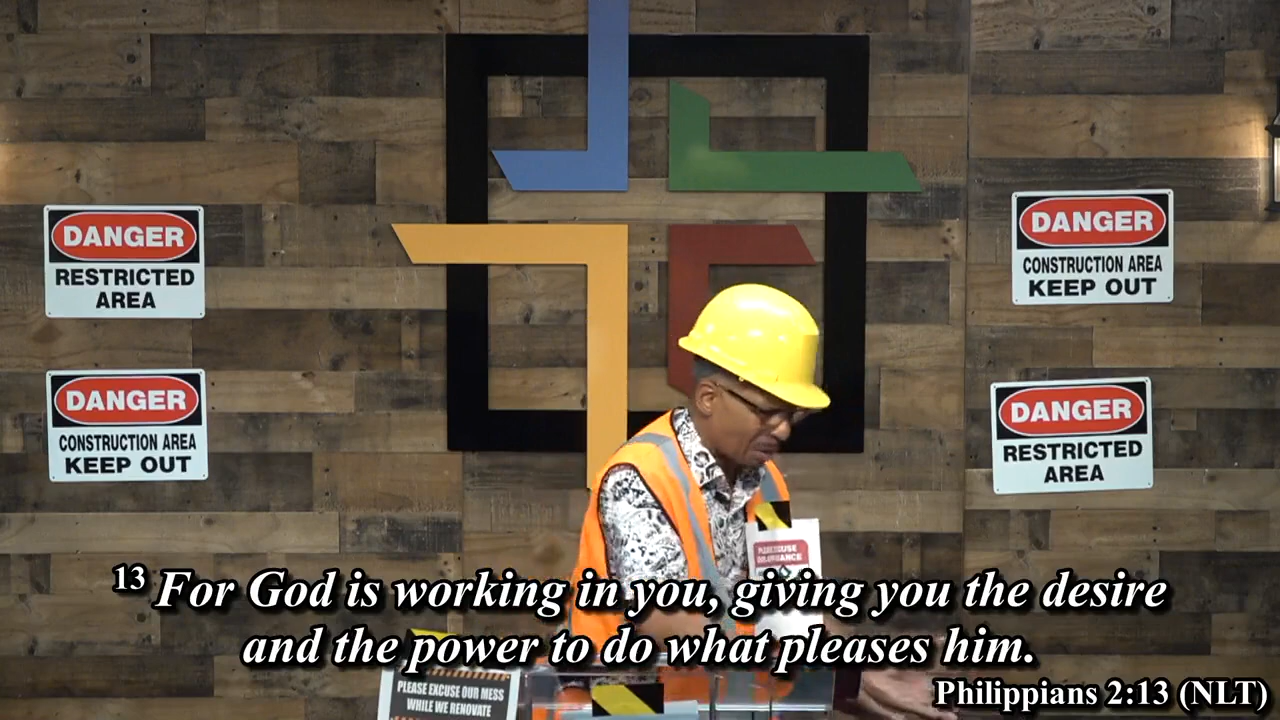 DANGER
RESTRICTED
AREA
DANGER
CONSTRUCTION AREA
KEEP OUT
DANGER
CONSTRUCTION AREA
KEEP OUT
DANGER
RESTRICTED
AREA
13 For God is working in you, giving you the desire
and the power to do what pleases him.
Philippians 2:13 (NLT)
PLEASE EXCUSE OUR MESS
WHILE WE RENOVATE